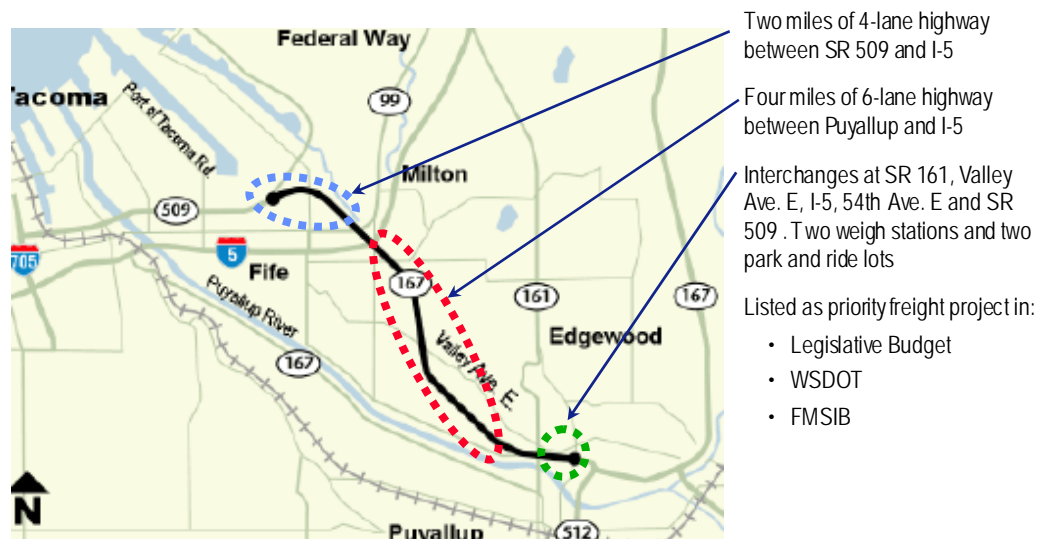 Federal Way
Tacoma
Port of Tacoma Rd.
99
Milton
509
5
705
Fife
167
Puyallup River
161
167
Edgewood
167
Valley Ave. E.
N
Puyallup
512
Two miles of 4-lane highway
between SR 509 and I-5
Four miles of 6-lane highway
between Puyallup and I-5
Interchanges at SR 161, Valley
Ave. E, I-5, 54th Ave. E and SR
509 . Two weigh stations and two
park and ride lots
Listed as priority freight project in:
• Legislative Budget
• WSDOT
• FMSIB